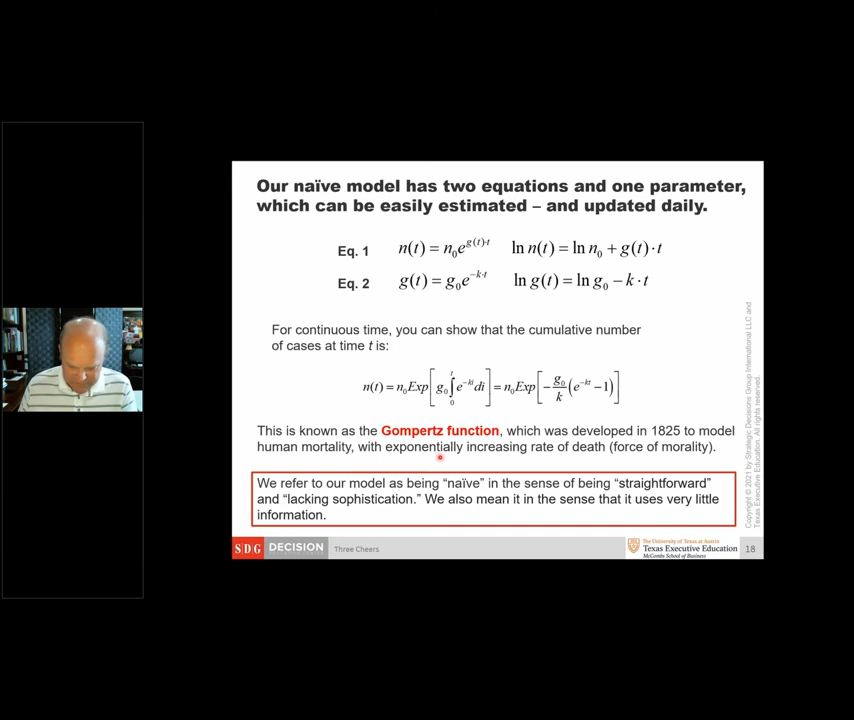 Our naïve model has two equations and one parameter,
which can be easily estimated – and updated daily.
Eq. 1 n(t) = n₀e^{g(t)·t} ln n(t) = ln n₀ + g(t)·t
Eq. 2 g(t) = g₀e^{-k·t} ln g(t) = ln g₀ − k·t
For continuous time, you can show that the cumulative number
of cases at time t is:
n(t) = n₀Exp[g₀∫₀ᵗ e^{-ki}di] = n₀Exp[−g₀/k(e^{-kt}−1)]
This is known as the Gompertz function, which was developed in 1825 to model
human mortality, with exponentially increasing rate of death (force of morality).
We refer to our model as being “naïve” in the sense of being “straightforward”
and “lacking sophistication.” We also mean it in the sense that it uses very little
information.
Copyright © 2021 by Strategic Decisions Group International LLC and
Texas Executive Education. All rights reserved.
SDG DECISION
Three Cheers
The University of Texas at Austin
Texas Executive Education
McCombs School of Business
18